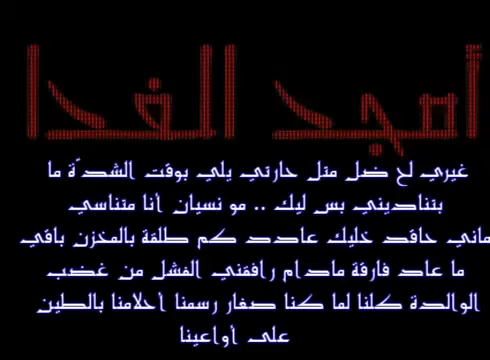 أمجد الفدا
غيري لح ضل متل حارتي يلي بوقت الشدّة ما
بتناديني بس ليك .. مو نسيان أنا متناسي
ماني حاقد خليك عادد كم طلقة بالمخزن باقي
ما عاد فارقة مادام رافقني الفشل من غضب
الوالدة كلنا لما كنا صغار رسمنا أحلامنا بالطين
على أواعينا